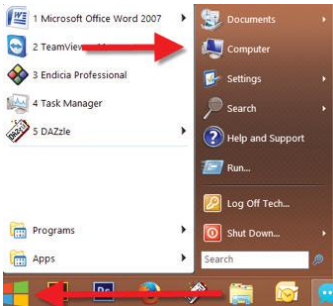 1 Microsoft Office Word 2007
2 TeamViewer
3 Endicia Professional
4 Task Manager
5 DAZzle
Programs
Apps
Documents
Computer
Settings
Search
Help and Support
Run...
Log Off Tech...
Shut Down...
Search